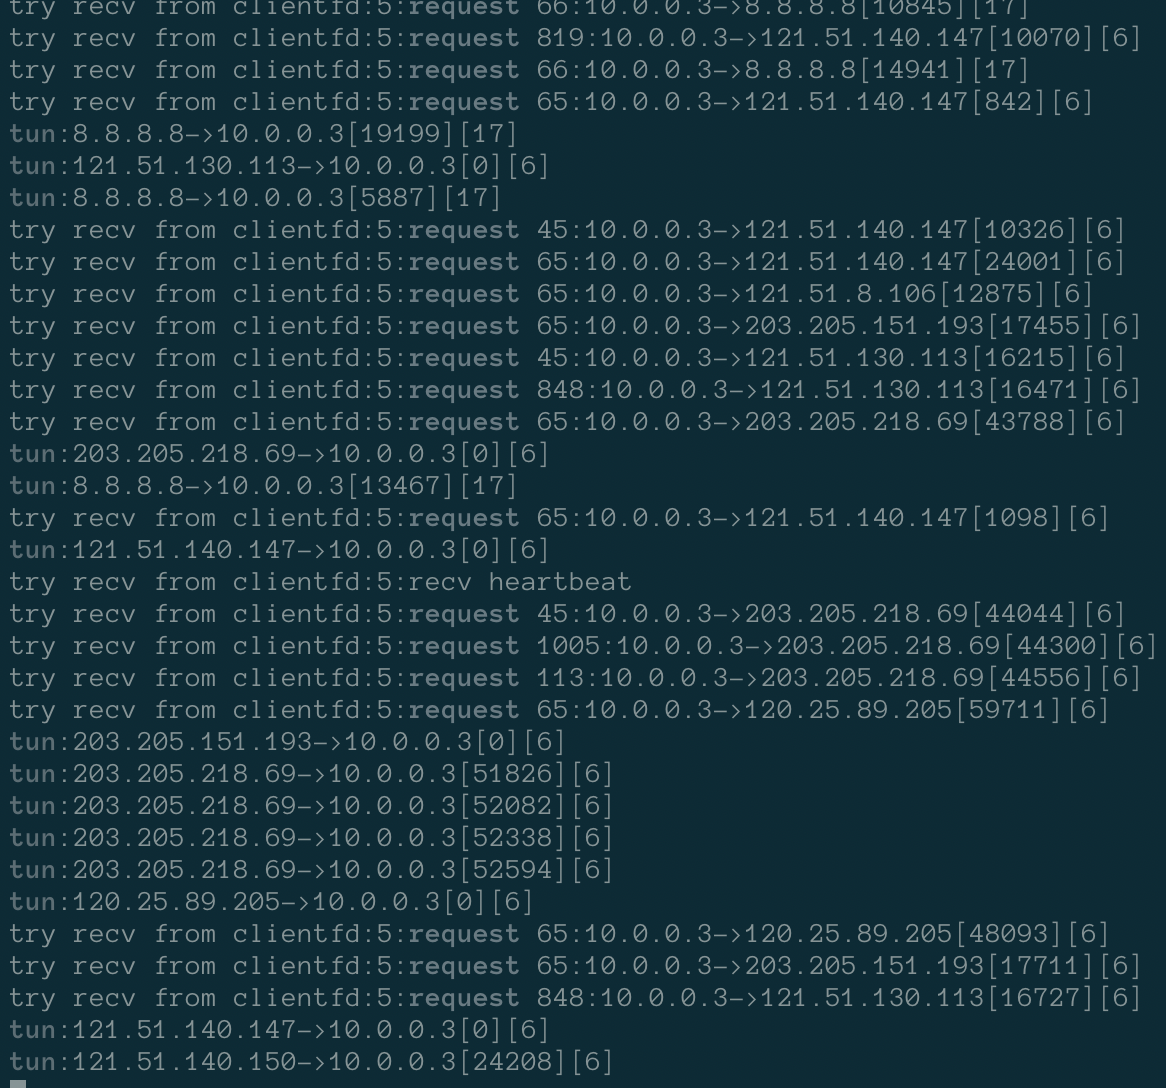 try recv from clientfd:5:request 66:10.0.0.3->8.8.8.8[10845][17]
try recv from clientfd:5:request 819:10.0.0.3->121.51.140.147[10070][6]
try recv from clientfd:5:request 66:10.0.0.3->8.8.8.8[14941][17]
try recv from clientfd:5:request 65:10.0.0.3->121.51.140.147[842][6]
tun:8.8.8.8->10.0.0.3[19199][17]
tun:121.51.130.113->10.0.0.3[0][6]
tun:8.8.8.8->10.0.0.3[5887][17]
try recv from clientfd:5:request 45:10.0.0.3->121.51.140.147[10326][6]
try recv from clientfd:5:request 65:10.0.0.3->121.51.140.147[24001][6]
try recv from clientfd:5:request 65:10.0.0.3->121.51.8.106[12875][6]
try recv from clientfd:5:request 65:10.0.0.3->203.205.151.193[17455][6]
try recv from clientfd:5:request 45:10.0.0.3->121.51.130.113[16215][6]
try recv from clientfd:5:request 848:10.0.0.3->121.51.130.113[16471][6]
try recv from clientfd:5:request 65:10.0.0.3->203.205.218.69[43788][6]
tun:203.205.218.69->10.0.0.3[0][6]
tun:8.8.8.8->10.0.0.3[13467][17]
try recv from clientfd:5:request 65:10.0.0.3->121.51.140.147[1098][6]
tun:121.51.140.147->10.0.0.3[0][6]
try recv from clientfd:5:recv heartbeat
try recv from clientfd:5:request 45:10.0.0.3->203.205.218.69[44044][6]
try recv from clientfd:5:request 1005:10.0.0.3->203.205.218.69[44300][6]
try recv from clientfd:5:request 113:10.0.0.3->203.205.218.69[44556][6]
try recv from clientfd:5:request 65:10.0.0.3->120.25.89.205[59711][6]
tun:203.205.151.193->10.0.0.3[0][6]
tun:203.205.218.69->10.0.0.3[51826][6]
tun:203.205.218.69->10.0.0.3[52082][6]
tun:203.205.218.69->10.0.0.3[52338][6]
tun:203.205.218.69->10.0.0.3[52594][6]
tun:120.25.89.205->10.0.0.3[0][6]
try recv from clientfd:5:request 65:10.0.0.3->120.25.89.205[48093][6]
try recv from clientfd:5:request 65:10.0.0.3->203.205.151.193[17711][6]
try recv from clientfd:5:request 848:10.0.0.3->121.51.130.113[16727][6]
tun:121.51.140.147->10.0.0.3[0][6]
tun:121.51.140.150->10.0.0.3[24208][6]